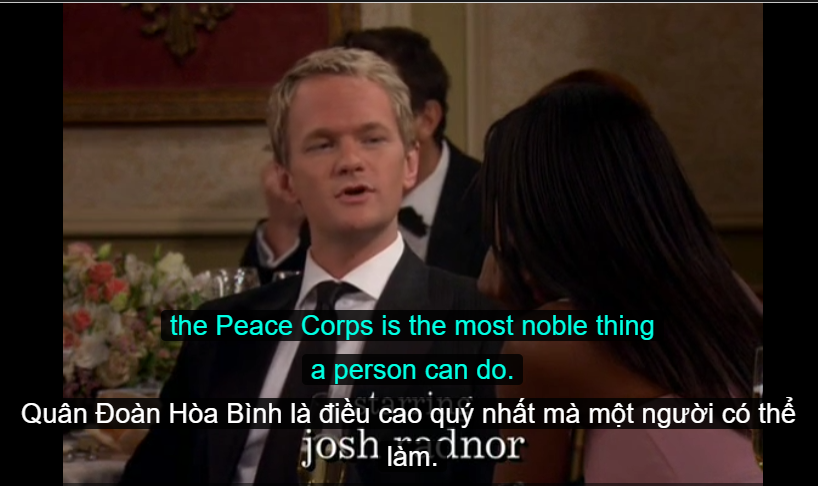 the Peace Corps is the most noble thing
a person can do.
starring
Quân Đoàn Hòa Bình là điều cao quý nhất mà một người có thể
làm.
josh radnor